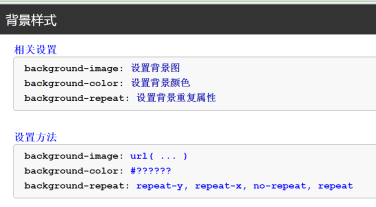 背景样式
相关设置
background-image: 设置背景图
background-color: 设置背景颜色
background-repeat: 设置背景重复属性
设置方法
background-image: url( ... )
background-color: #??????
background-repeat: repeat-y, repeat-x, no-repeat, repeat